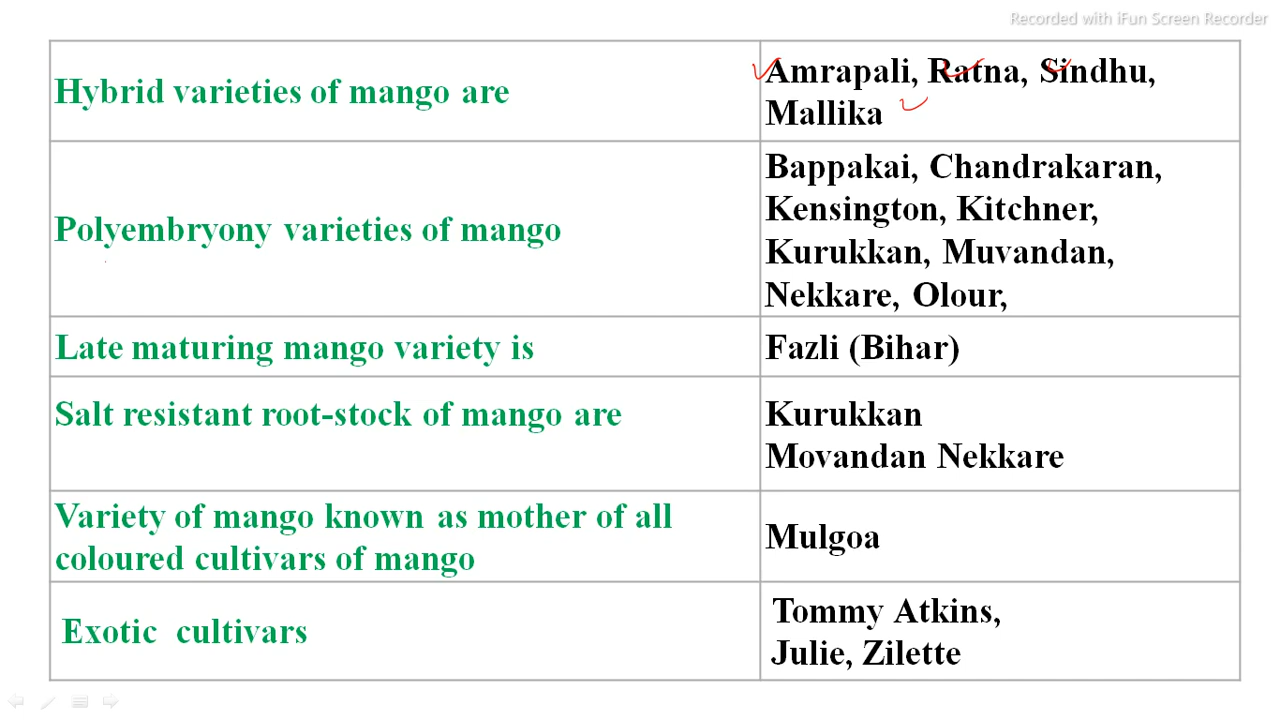 Recorded with iFun Screen Recorder
Hybrid varieties of mango are
Amrapali, Ratna, Sindhu,
Mallika
Polyembryony varieties of mango
Bappakai, Chandrakaran,
Kensington, Kitchner,
Kurukkan, Muvandan,
Nekkare, Olour,
Late maturing mango variety is
Fazli (Bihar)
Salt resistant root-stock of mango are
Kurukkan
Movandan Nekkare
Variety of mango known as mother of all
coloured cultivars of mango
Mulgoa
Exotic cultivars
Tommy Atkins,
Julie, Zilette